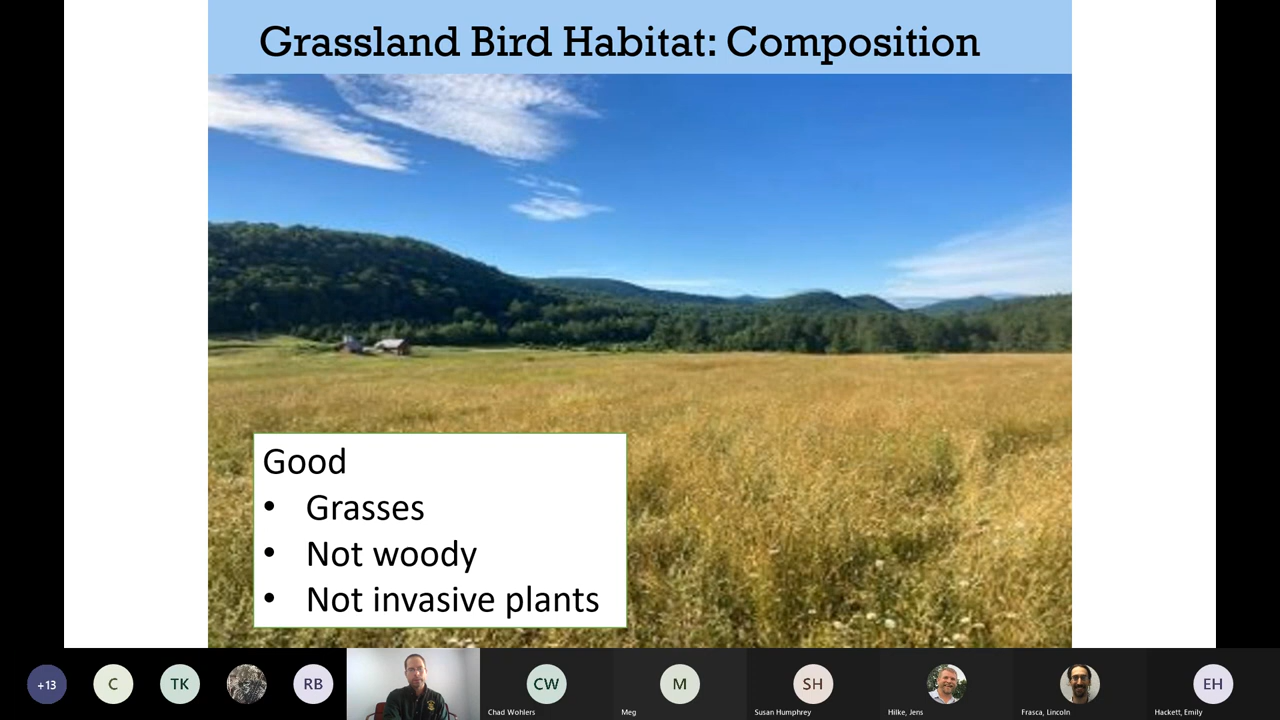 Grassland Bird Habitat: Composition
Good
• Grasses
• Not woody
• Not invasive plants
+13
C
TK
RB
CW
Chad Wohlers
M
Meg
SH
Susan Humphrey
Hilke, Jens
Frasca, Lincoln
EH
Hackett, Emily